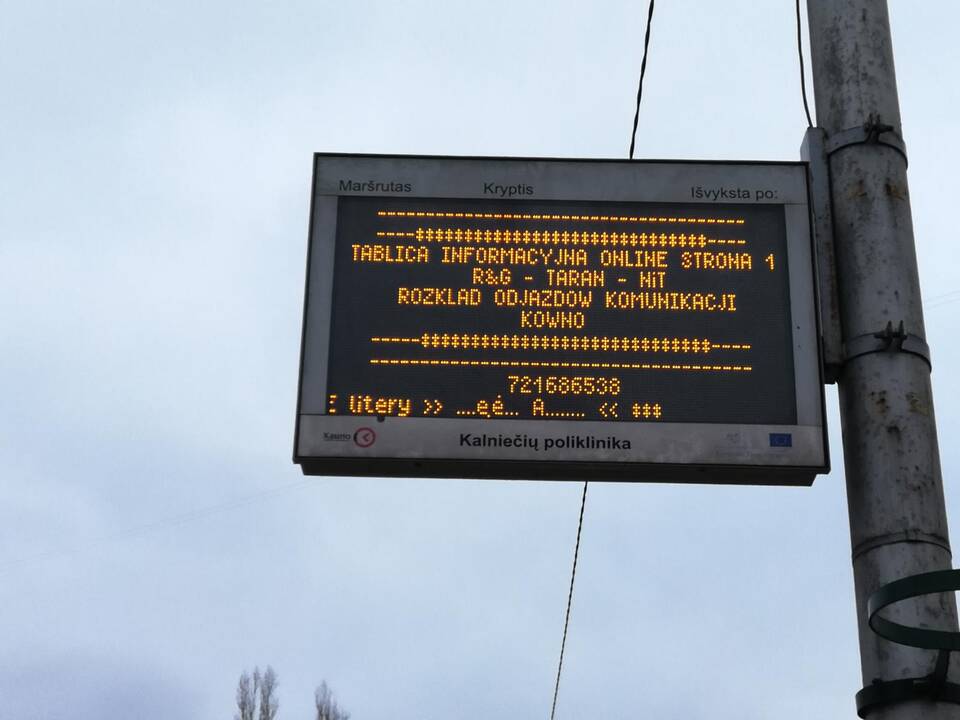 Maršrutas Kryptis Išvyksta po:
------------------------------------
----‡‡‡‡‡‡‡‡‡‡‡‡‡‡‡‡‡‡‡‡‡‡‡‡‡‡‡‡----
TABLICA INFORMACYJNA ONLINE STRONA 1
R&G - TARAN - NiT
ROZKLAD ODJAZDOW KOMUNIKACJI
KOWNO
-----‡‡‡‡‡‡‡‡‡‡‡‡‡‡‡‡‡‡‡‡‡‡‡‡‡‡‡----
------------------------------------
721686538
litery >> ....ęė... A....... << ‡‡‡
Kauno
Kalniečių poliklinika